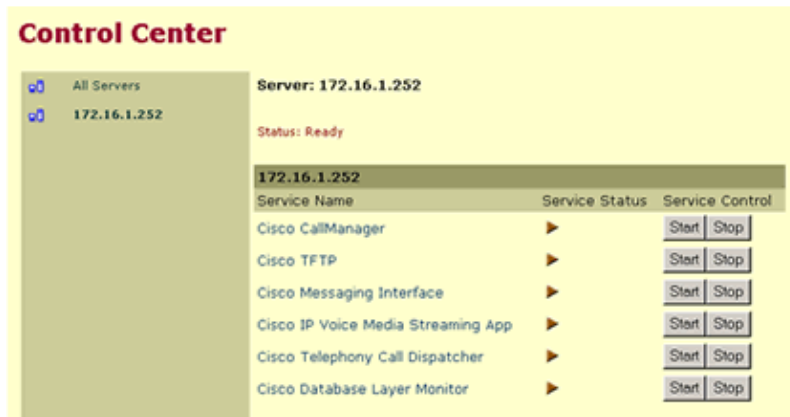 Control Center
All Servers
172.16.1.252
Server: 172.16.1.252
Status: Ready
172.16.1.252
Service Name Service Status Service Control
Cisco CallManager Start Stop
Cisco TFTP Start Stop
Cisco Messaging Interface Start Stop
Cisco IP Voice Media Streaming App Start Stop
Cisco Telephony Call Dispatcher Start Stop
Cisco Database Layer Monitor Start Stop